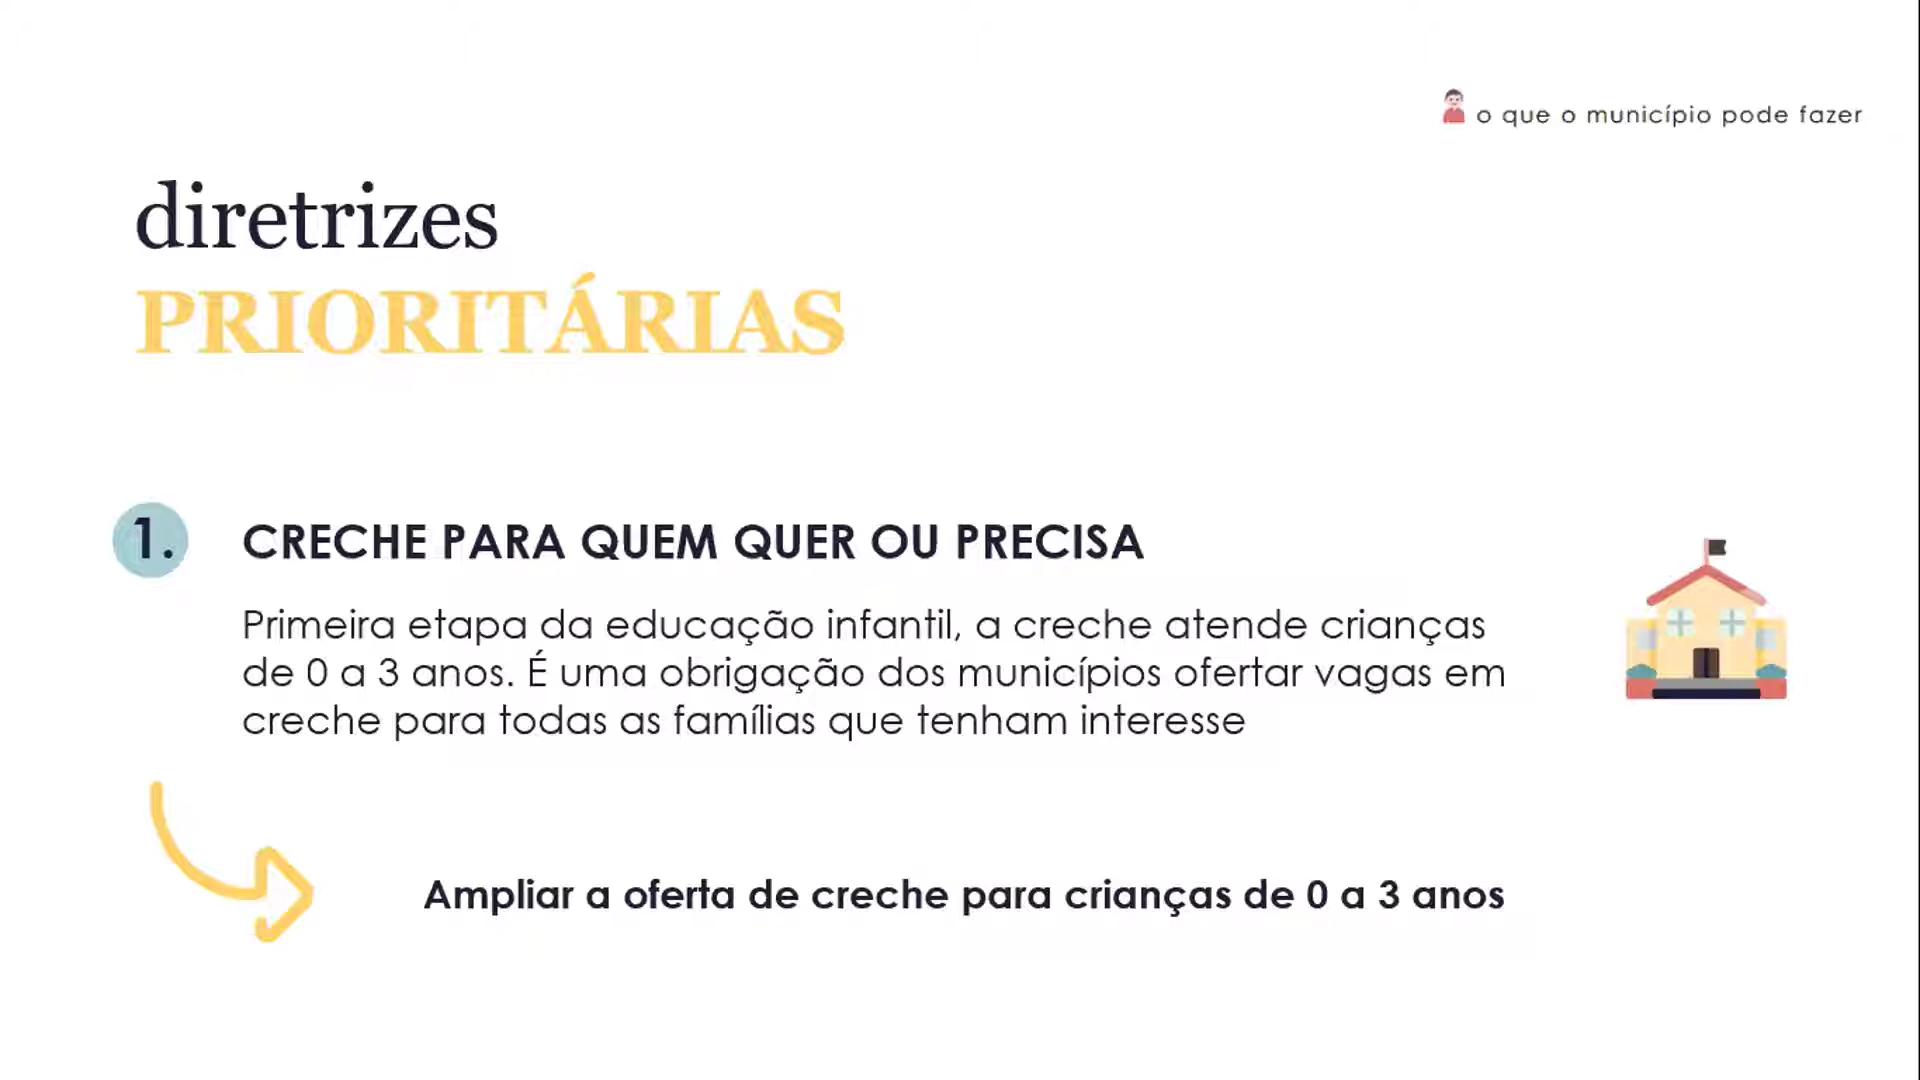 o que o município pode fazer
diretrizes
PRIORITÁRIAS
1.
CRECHE PARA QUEM QUER OU PRECISA
Primeira etapa da educação infantil, a creche atende crianças
de 0 a 3 anos. É uma obrigação dos municípios ofertar vagas em
creche para todas as famílias que tenham interesse
Ampliar a oferta de creche para crianças de 0 a 3 anos